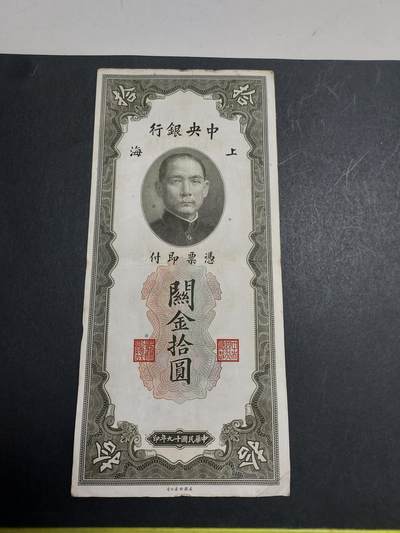 拾 拾
中央銀行
上海
憑票即付
關金拾圓
中華民國十九年印
拾 拾